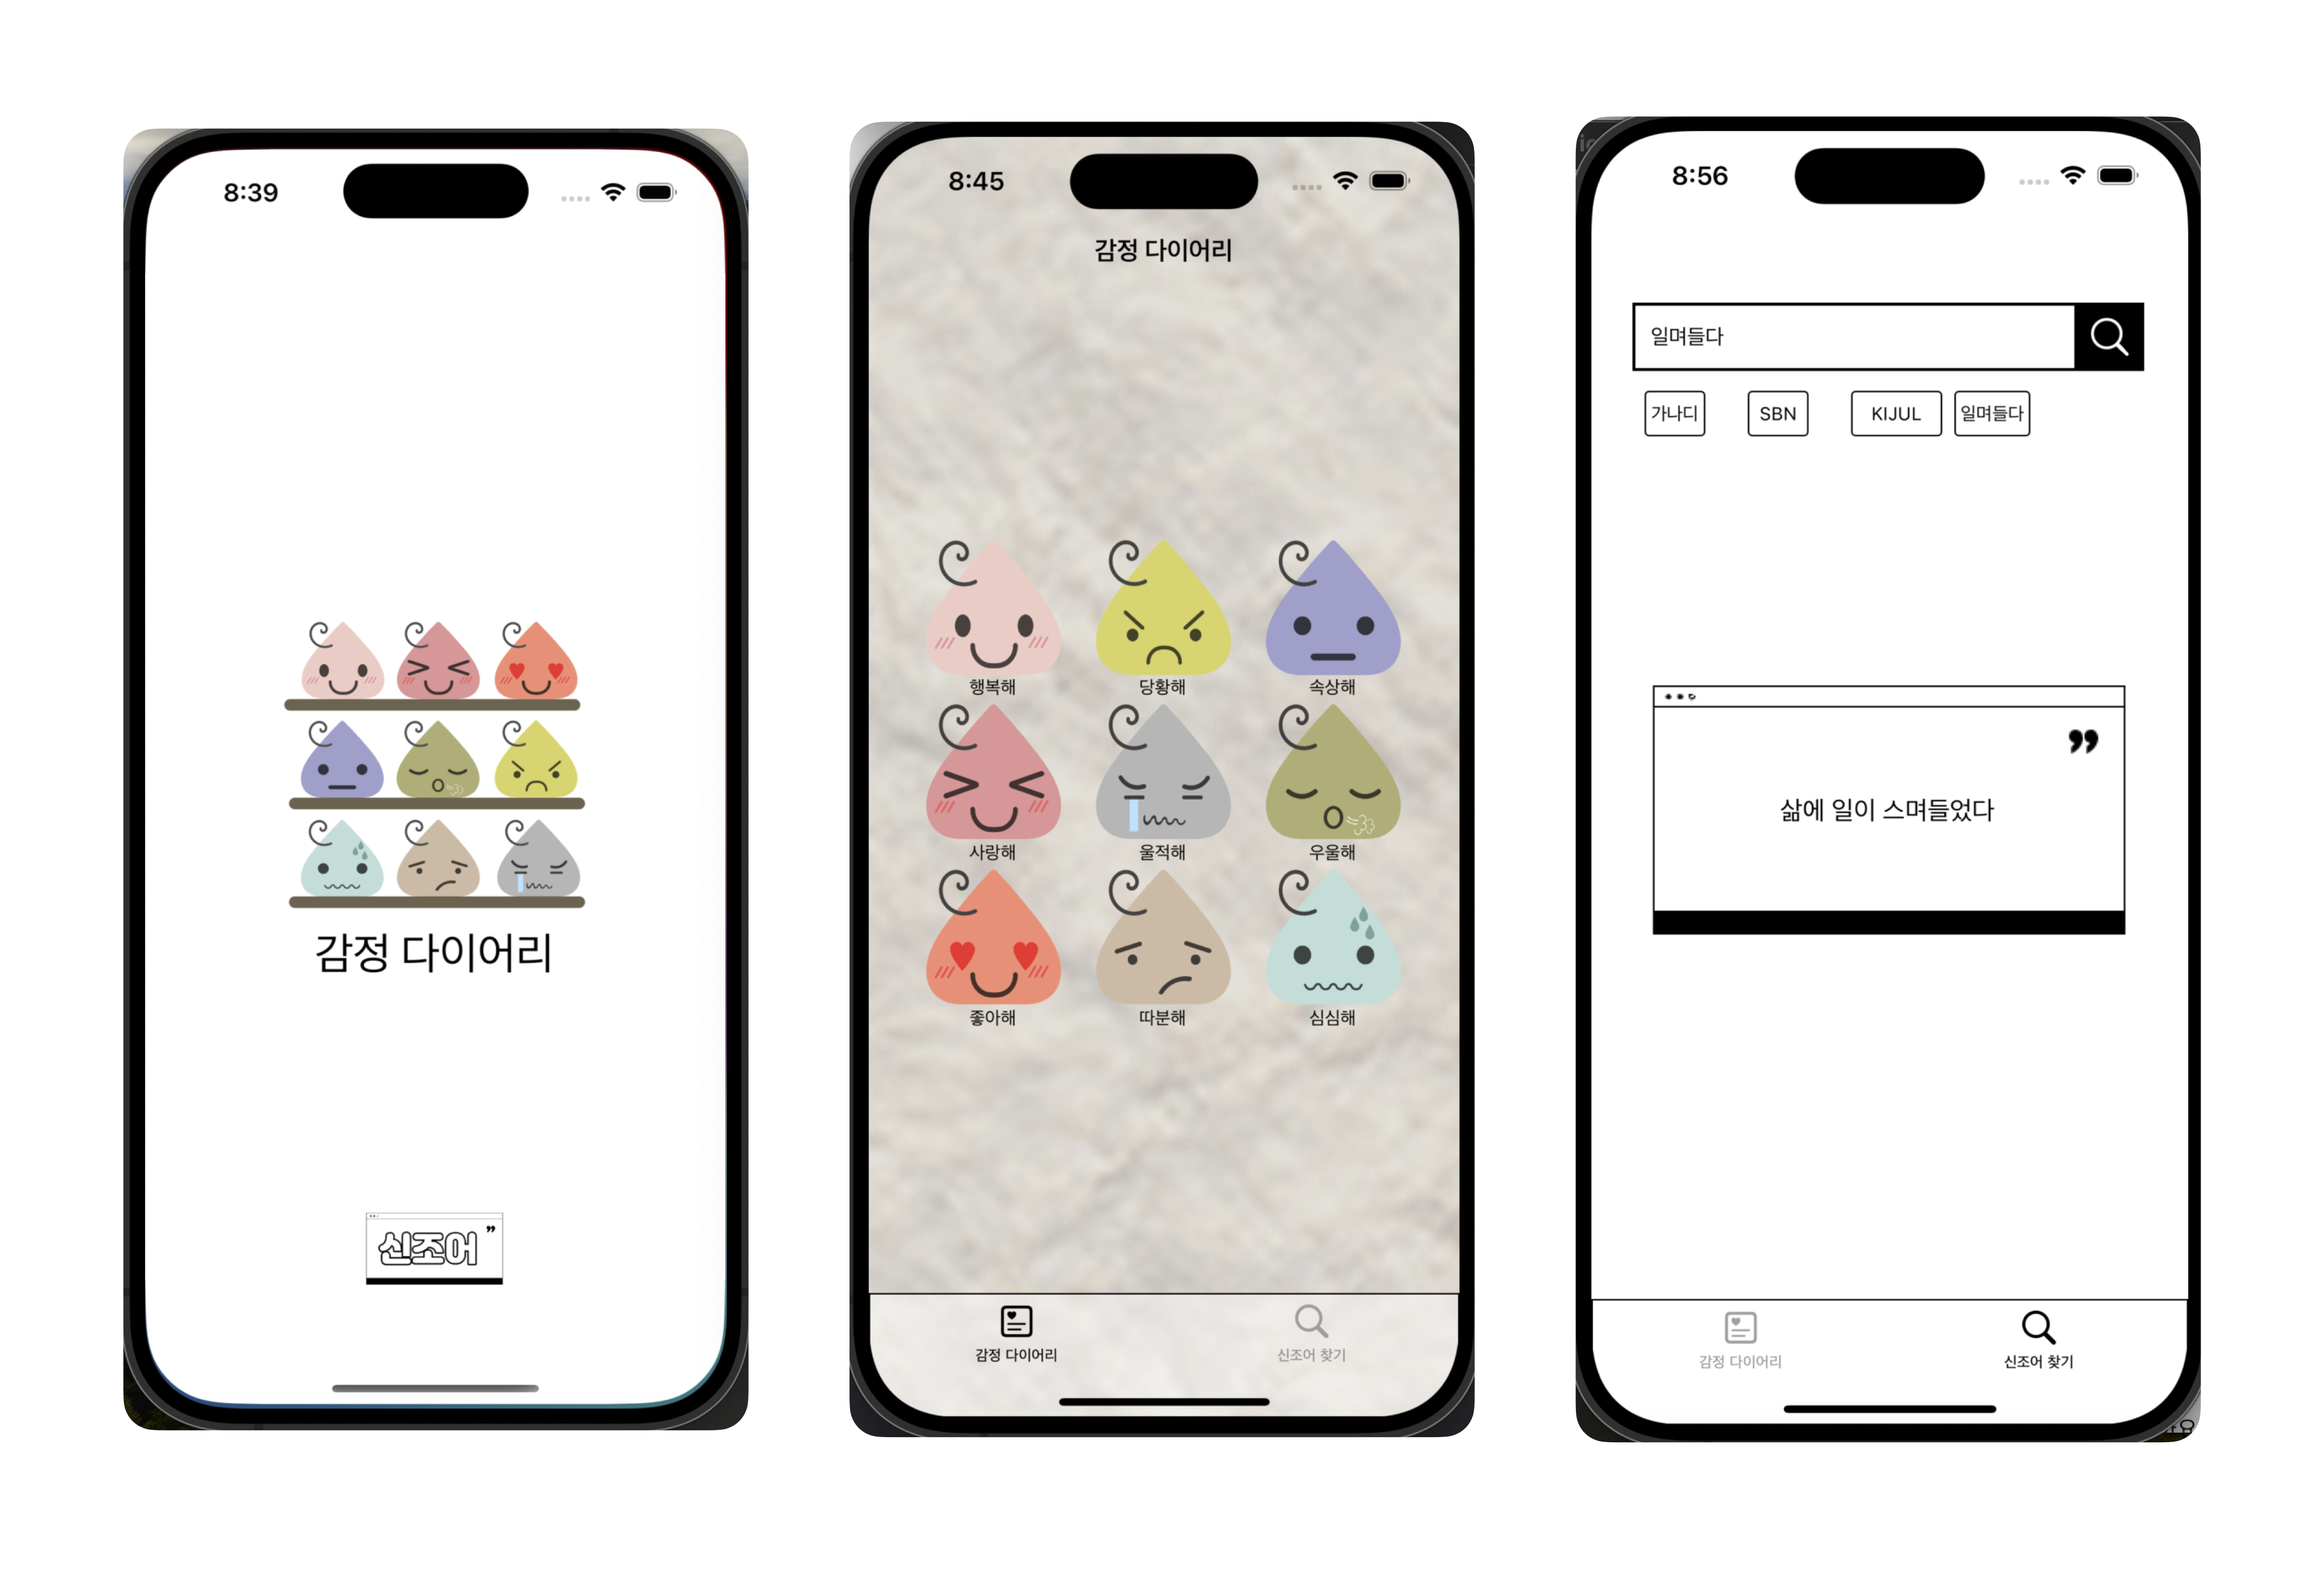 8:39
감정 다이어리
신조어
8:45
감정 다이어리
행복해 당황해 속상해
사랑해 울적해 우울해
좋아해 따분해 심심해
감정 다이어리 신조어 찾기
8:56
일며들다
가나디 SBN KIJUL 일며들다
”
삶에 일이 스며들었다
감정 다이어리 신조어 찾기